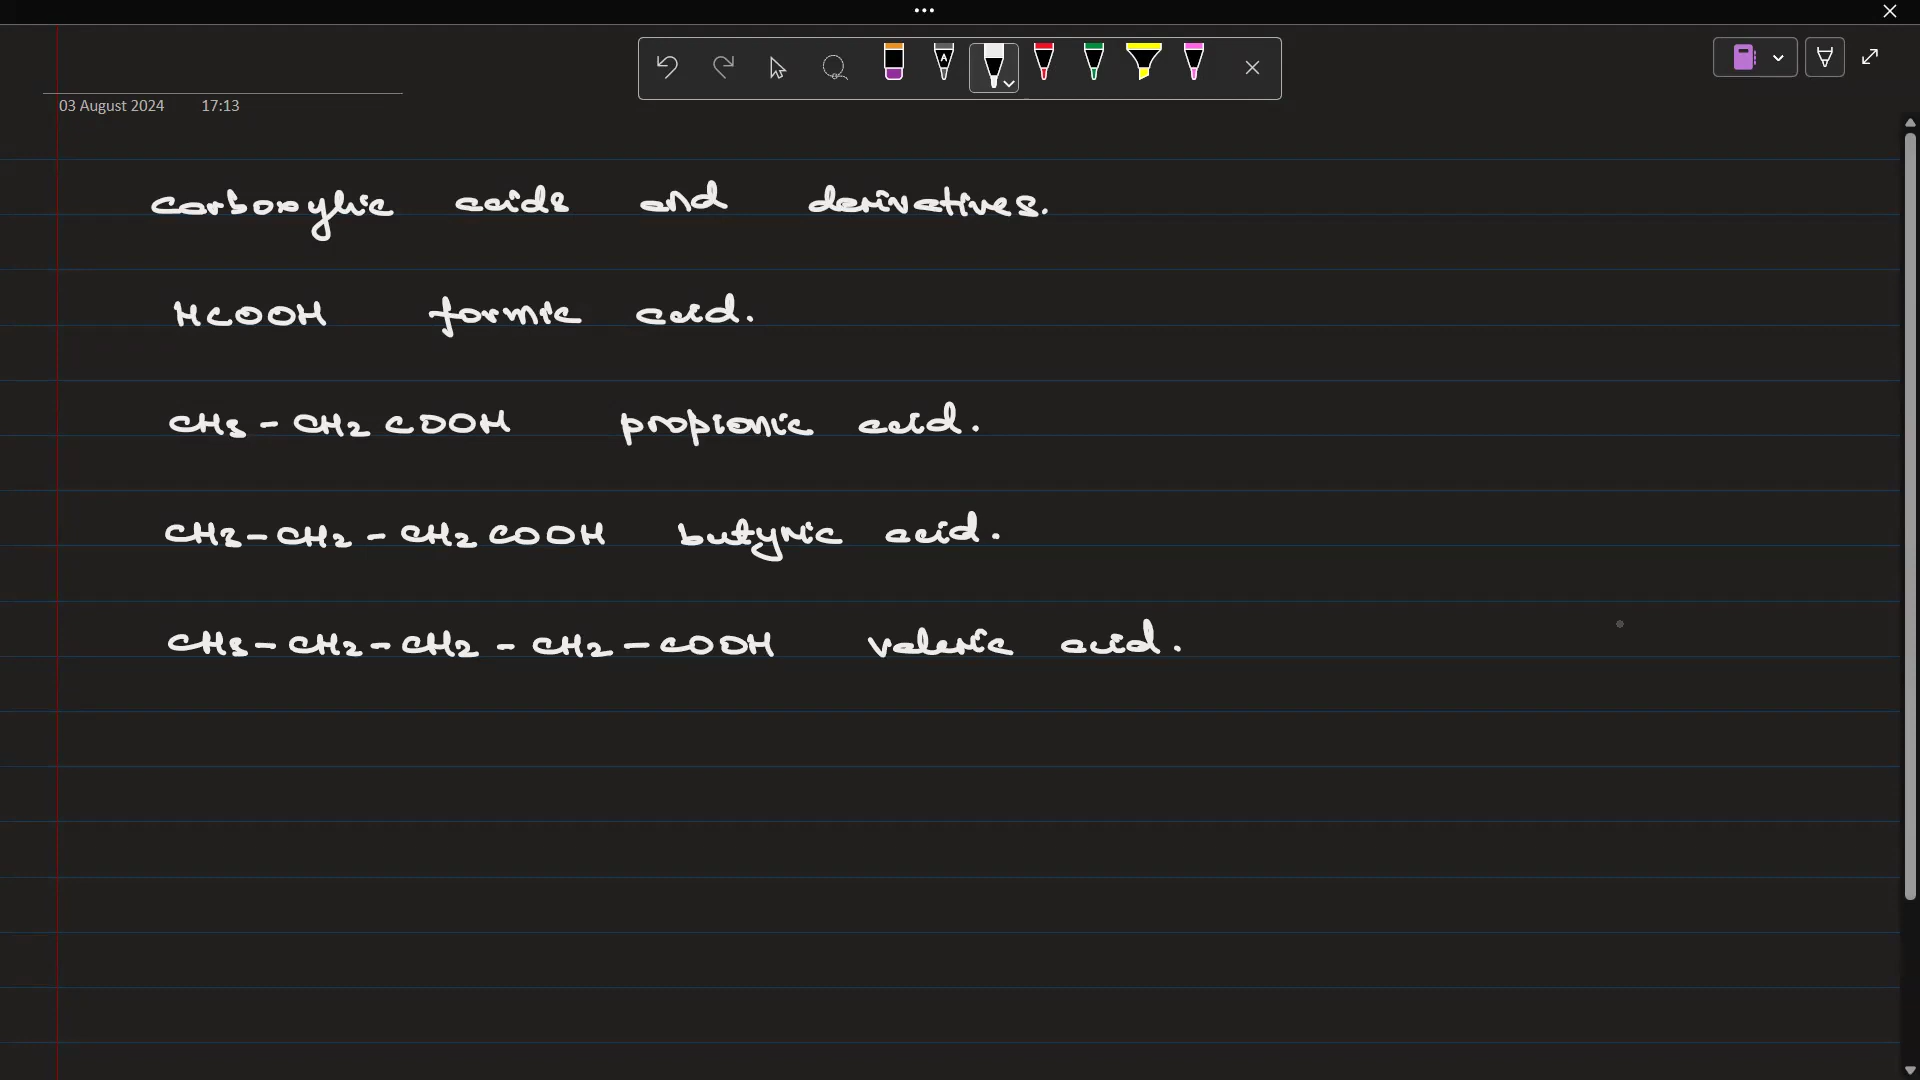 03 August 2024 17:13
carboxylic acids and derivatives.
HCOOH formic acid.
CH3 - CH2 COOH propionic acid.
CH3 - CH2 - CH2 COOH butyric acid.
CH3 - CH2 - CH2 - CH2 - COOH valeric acid.